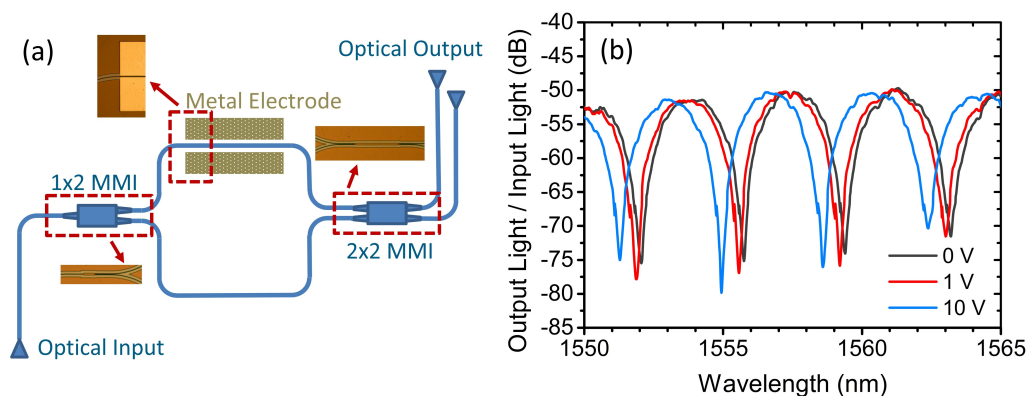 (a)
Optical Output
Metal Electrode
1x2 MMI
2x2 MMI
Optical Input
(b)
Output Light / Input Light (dB)
-40
-45
-50
-55
-60
-65
-70
-75
-80
-85
0 V
1 V
10 V
1550
1555
1560
1565
Wavelength (nm)